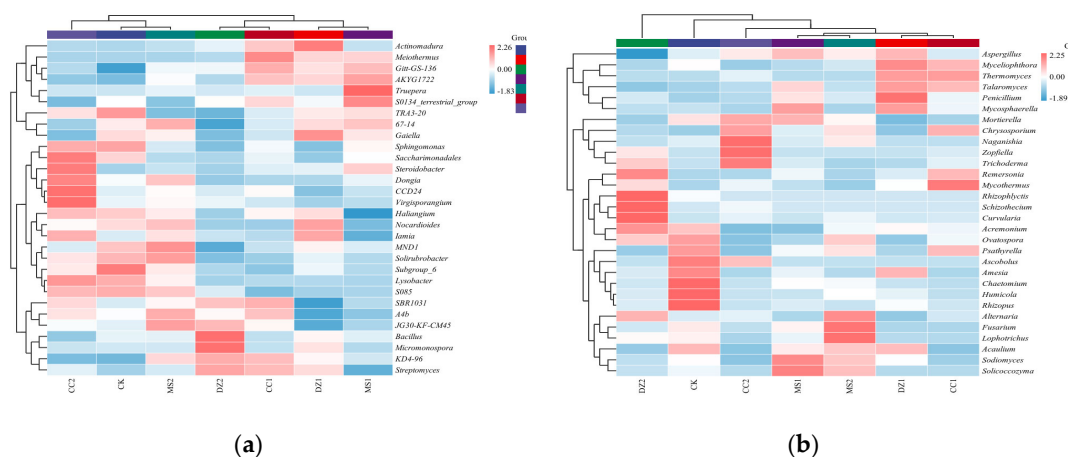 Grou
2.26
0.00
-1.83
Actinomadura
Meiothermus
Gitt-GS-136
AKYG1722
Truepera
S0134_terrestrial_group
TRA3-20
67-14
Gaiella
Sphingomonas
Saccharimonadales
Steroidobacter
Dongia
CCD24
Virgisporangium
Haliangium
Nocardioides
Iamia
MND1
Solirubrobacter
Subgroup_6
Lysobacter
S085
SBR1031
A4b
JG30-KF-CM45
Bacillus
Micromonospora
KD4-96
Streptomyces
CC2 CK MS2 DZ2 CC1 DZ1 MS1
(a)
2.25
0.00
-1.89
Aspergillus
Myceliophthora
Thermomyces
Talaromyces
Penicillium
Mycosphaerella
Mortierella
Chrysosporium
Naganishia
Zopfiella
Trichoderma
Remersonia
Mycothermus
Rhizophlyctis
Schizothecium
Curvularia
Acremonium
Ovatospora
Psathyrella
Ascobolus
Amesia
Chaetomium
Humicola
Rhizopus
Alternaria
Fusarium
Lophotrichus
Acaulium
Sodiomyces
Solicoccozyma
DZ2 CK CC2 MS1 MS2 DZ1 CC1
(b)